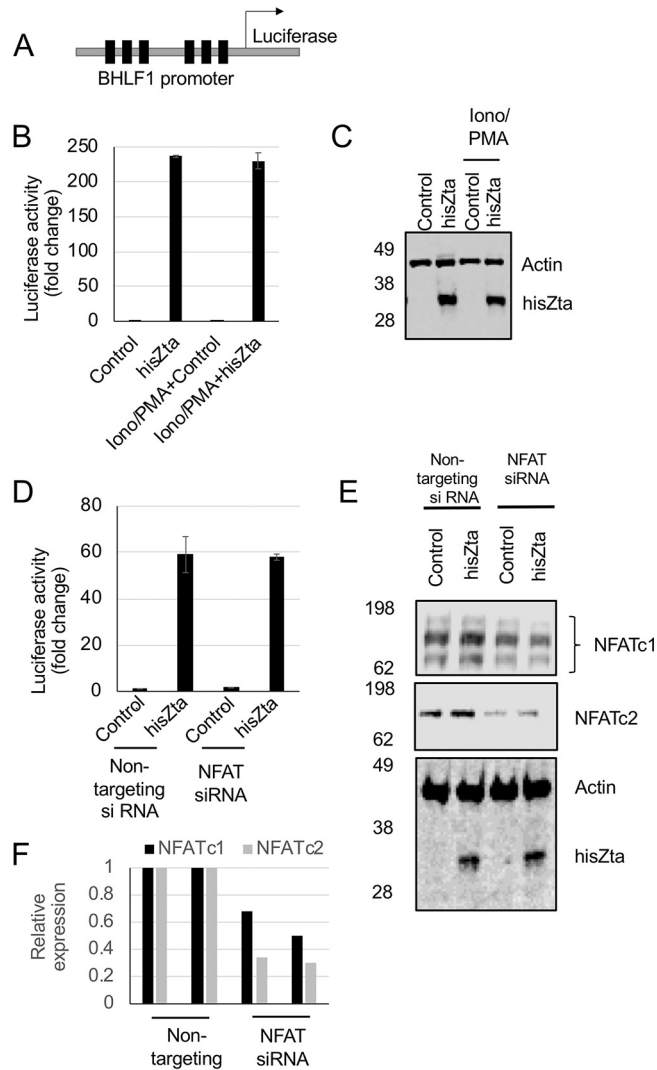 A
Luciferase
BHLF1 promoter
B
Luciferase activity
(fold change)
250
200
150
100
50
0
Control
hisZta
Iono/PMA+Control
Iono/PMA+hisZta
C
Iono/
PMA
Control
hisZta
Control
hisZta
49
38
28
Actin
hisZta
D
Luciferase activity
(fold change)
80
60
40
20
0
Control
hisZta
Control
hisZta
Non-
targeting
si RNA
NFAT
siRNA
E
Non-
targeting
si RNA
NFAT
siRNA
Control
hisZta
Control
hisZta
198
62
NFATc1
198
62
NFATc2
49
38
28
Actin
hisZta
F
NFATc1 NFATc2
Relative
expression
1
0.8
0.6
0.4
0.2
0
Non-
targeting
NFAT
siRNA